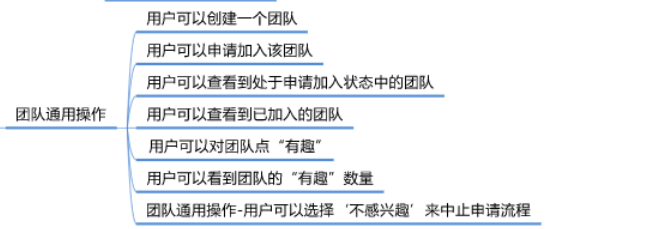 用户可以创建一个团队
用户可以申请加入该团队
用户可以查看到处于申请加入状态中的团队
团队通用操作
用户可以查看到已加入的团队
用户可以对团队点“有趣”
用户可以看到团队的“有趣”数量
团队通用操作-用户可以选择‘不感兴趣’来中止申请流程